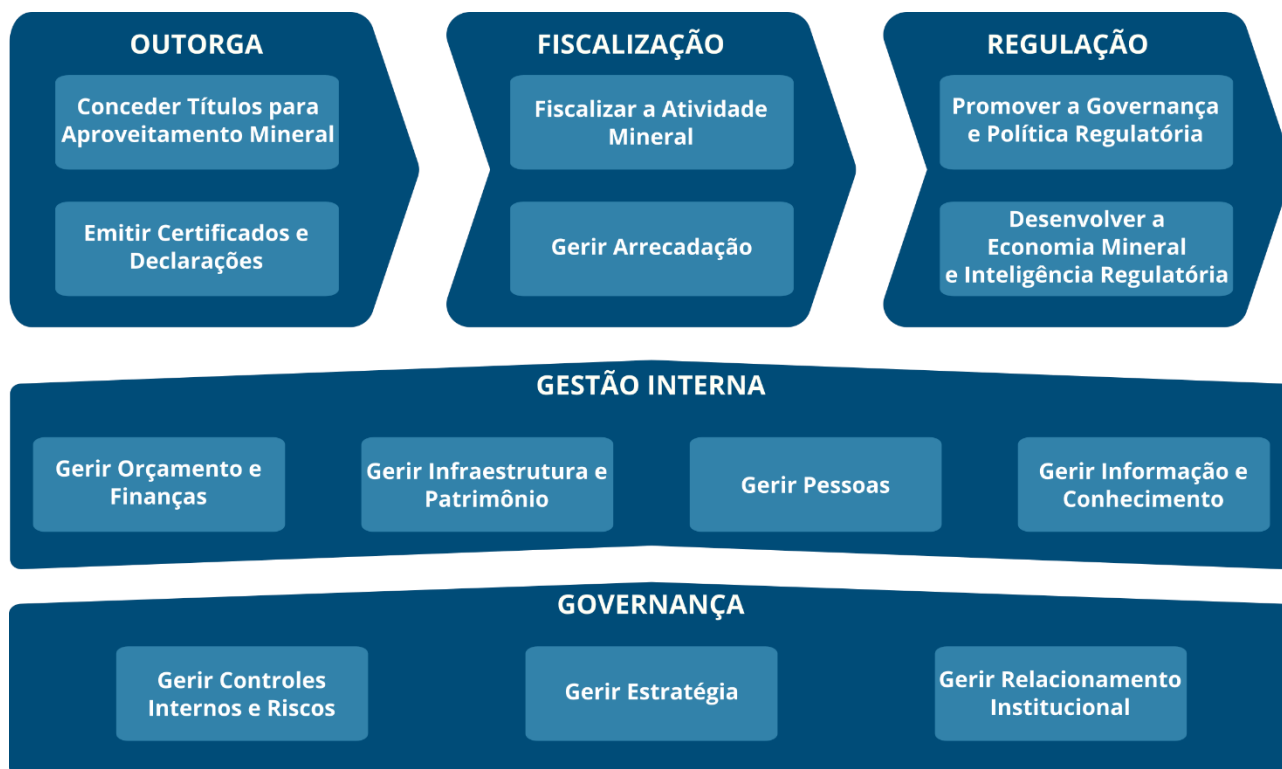 OUTORGA
Conceder Títulos para
Aproveitamento Mineral
Emitir Certificados e
Declarações
FISCALIZAÇÃO
Fiscalizar a Atividade
Mineral
Gerir Arrecadação
REGULAÇÃO
Promover a Governança
e Política Regulatória
Desenvolver a
Economia Mineral
e Inteligência Regulatória
GESTÃO INTERNA
Gerir Orçamento e
Finanças
Gerir Infraestrutura e
Patrimônio
Gerir Pessoas
Gerir Informação e
Conhecimento
GOVERNANÇA
Gerir Controles
Internos e Riscos
Gerir Estratégia
Gerir Relacionamento
Institucional